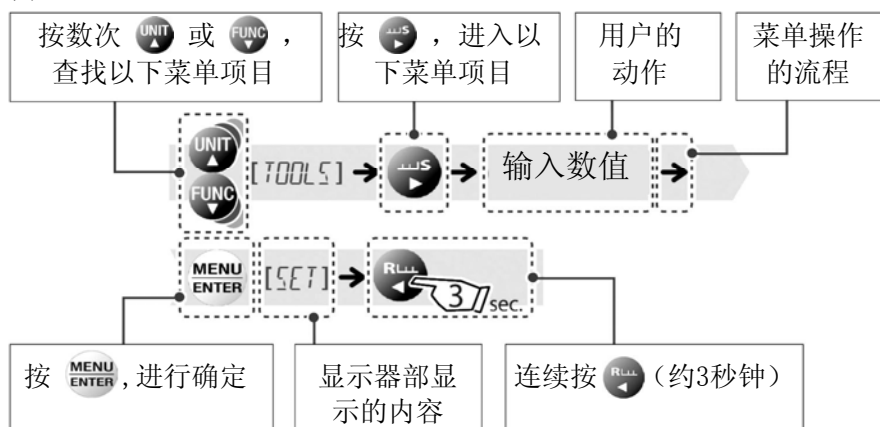 按数次 UNIT ▲ 或 FUNC ▼ ，
查找以下菜单项目
按 S ▶ ，进入以
下菜单项目
用户的
动作
菜单操作
的流程
UNIT ▲
FUNC ▼
[TOOLS] → S ▶ → 输入数值 →
MENU
ENTER
[SET] → R ◀ 3 sec.
按 MENU ENTER ,进行确定
显示器部显
示的内容
连续按 R ◀ （约3秒钟）